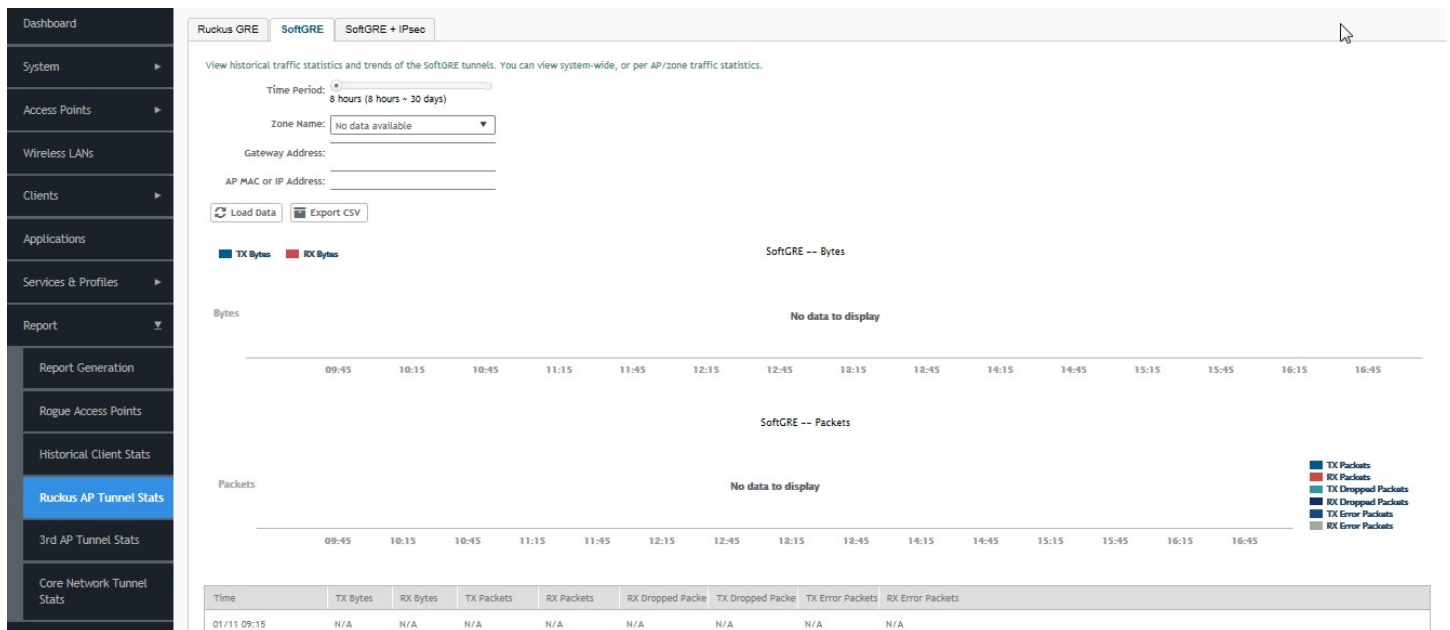 Dashboard
System
Access Points
Wireless LANs
Clients
Applications
Services & Profiles
Report
Report Generation
Rogue Access Points
Historical Client Stats
Ruckus AP Tunnel Stats
3rd AP Tunnel Stats
Core Network Tunnel
Stats
Ruckus GRE SoftGRE SoftGRE + IPsec
View historical traffic statistics and trends of the SoftGRE tunnels. You can view system-wide, or per AP/zone traffic statistics.
Time Period:
8 hours (8 hours ~ 30 days)
Zone Name: No data available
Gateway Address:
AP MAC or IP Address:
Load Data Export CSV
TX Bytes RX Bytes
SoftGRE -- Bytes
Bytes
No data to display
09:45 10:15 10:45 11:15 11:45 12:15 12:45 13:15 13:45 14:15 14:45 15:15 15:45 16:15 16:45
SoftGRE -- Packets
Packets
No data to display
TX Packets
RX Packets
TX Dropped Packets
RX Dropped Packets
TX Error Packets
RX Error Packets
09:45 10:15 10:45 11:15 11:45 12:15 12:45 13:15 13:45 14:15 14:45 15:15 15:45 16:15 16:45
Time TX Bytes RX Bytes TX Packets RX Packets RX Dropped Packe TX Dropped Packe TX Error Packets RX Error Packets
01/11 09:15 N/A N/A N/A N/A N/A N/A N/A N/A